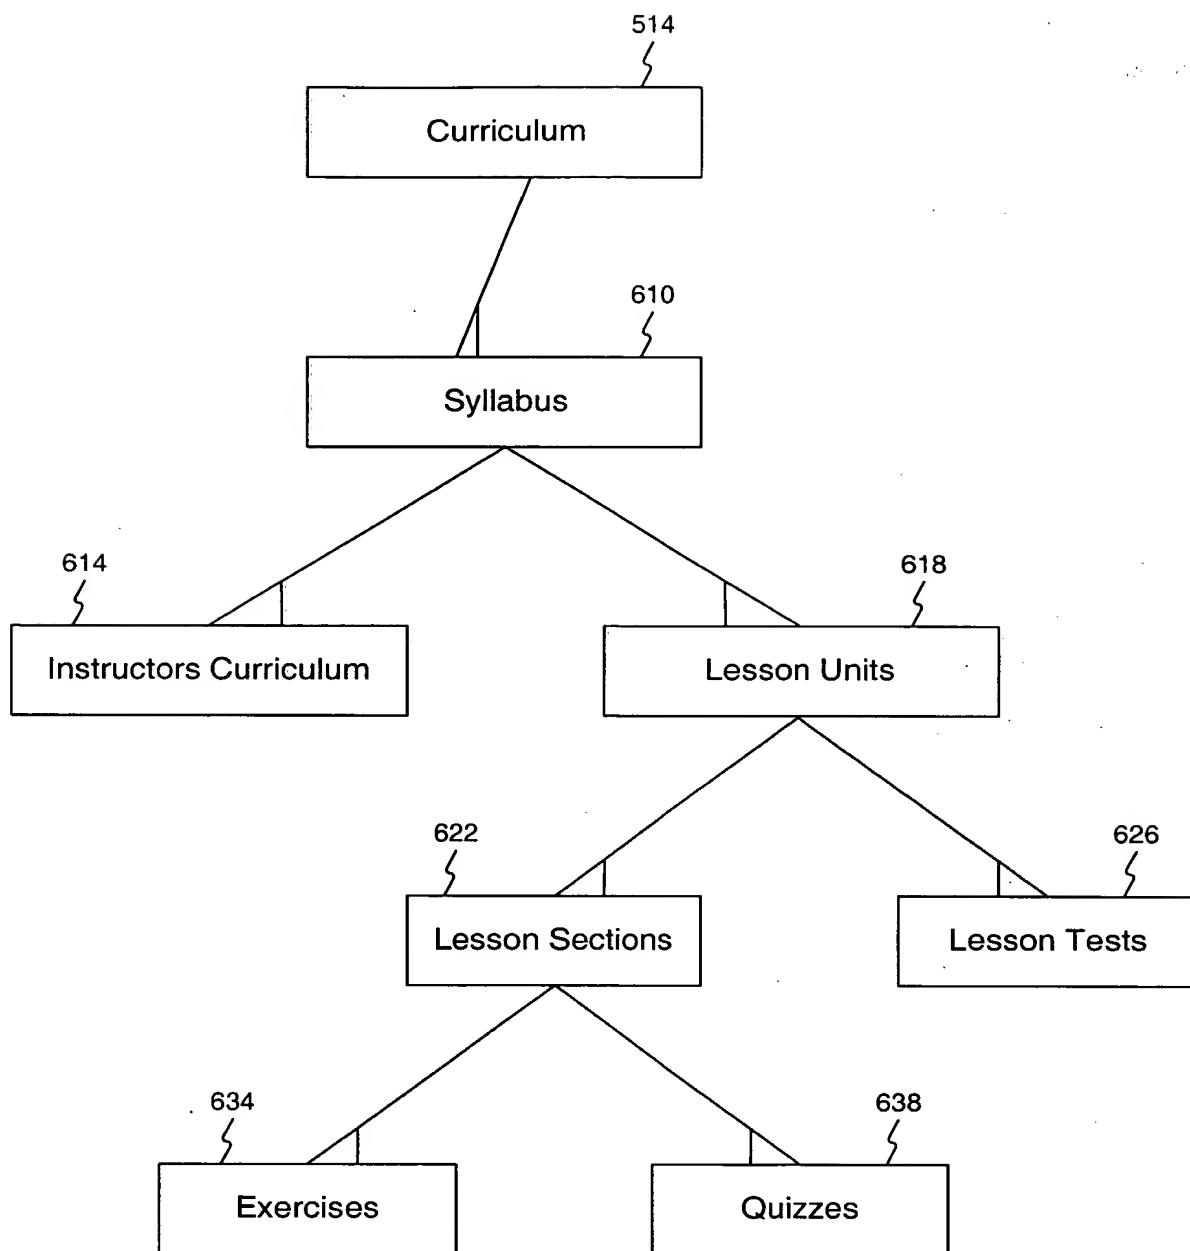 514
Curriculum
610
Syllabus
614
618
Instructors Curriculum
Lesson Units
622
626
Lesson Sections
Lesson Tests
634
638
Exercises
Quizzes